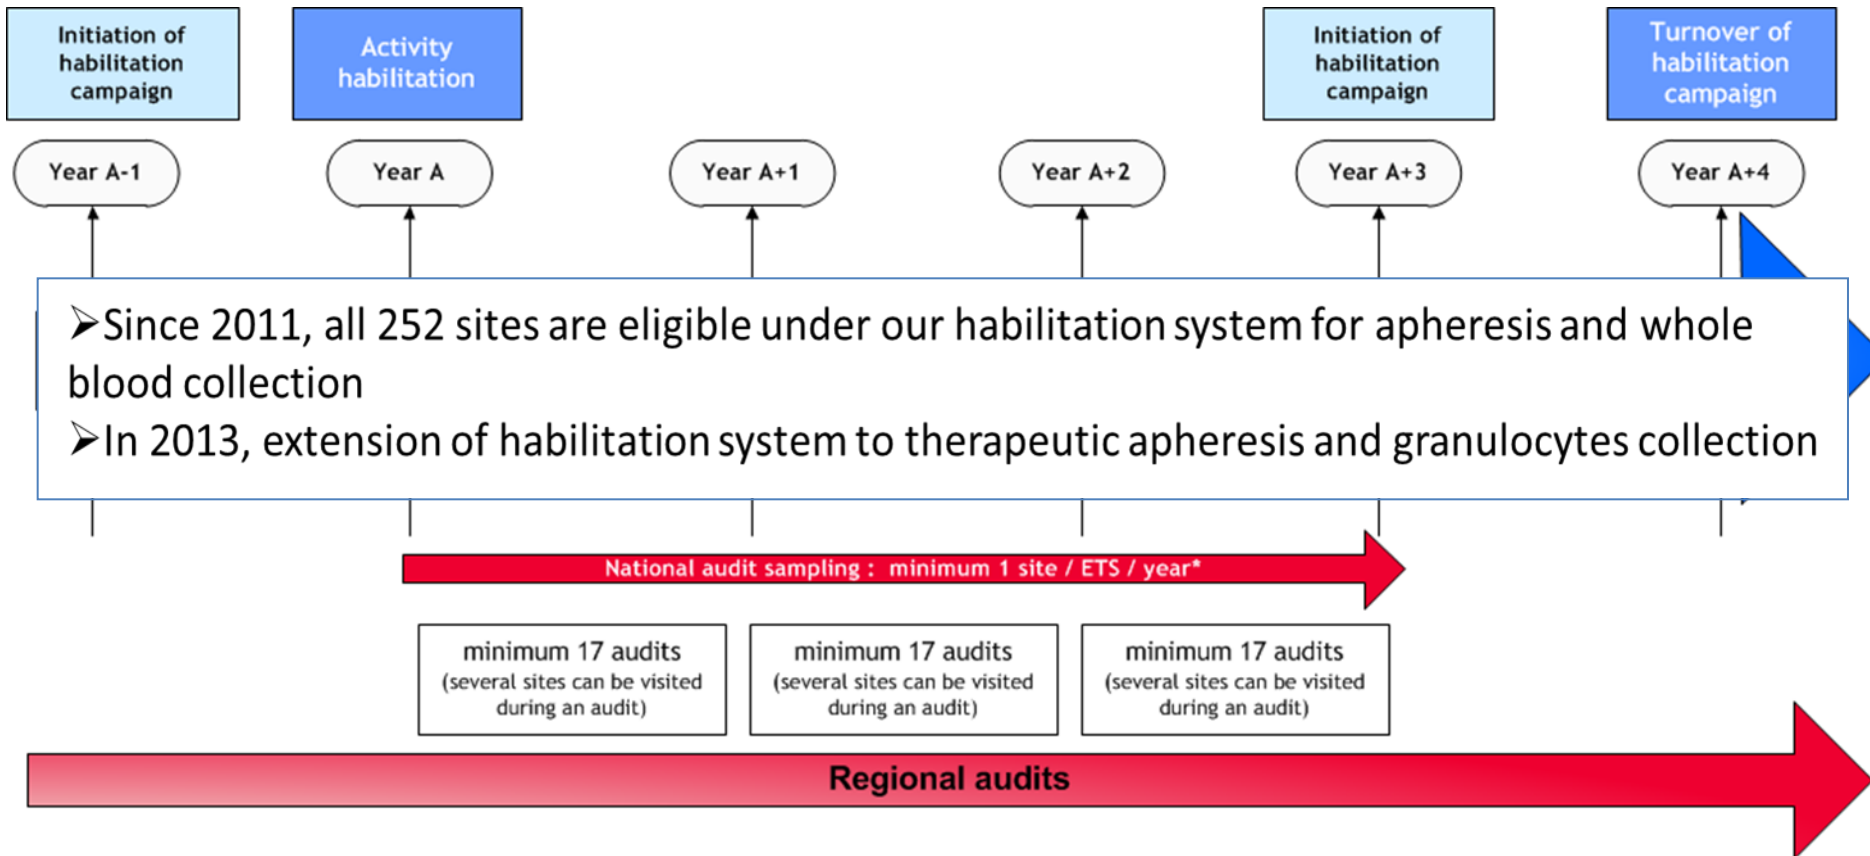 Initiation of
habilitation
campaign
Activity
habilitation
Initiation of
habilitation
campaign
Turnover of
habilitation
campaign
Year A-1
Year A
Year A+1
Year A+2
Year A+3
Year A+4
➢Since 2011, all 252 sites are eligible under our habilitation system for apheresis and whole
blood collection
➢In 2013, extension of habilitation system to therapeutic apheresis and granulocytes collection
National audit sampling : minimum 1 site / ETS / year*
minimum 17 audits
(several sites can be visited
during an audit)
minimum 17 audits
(several sites can be visited
during an audit)
minimum 17 audits
(several sites can be visited
during an audit)
Regional audits